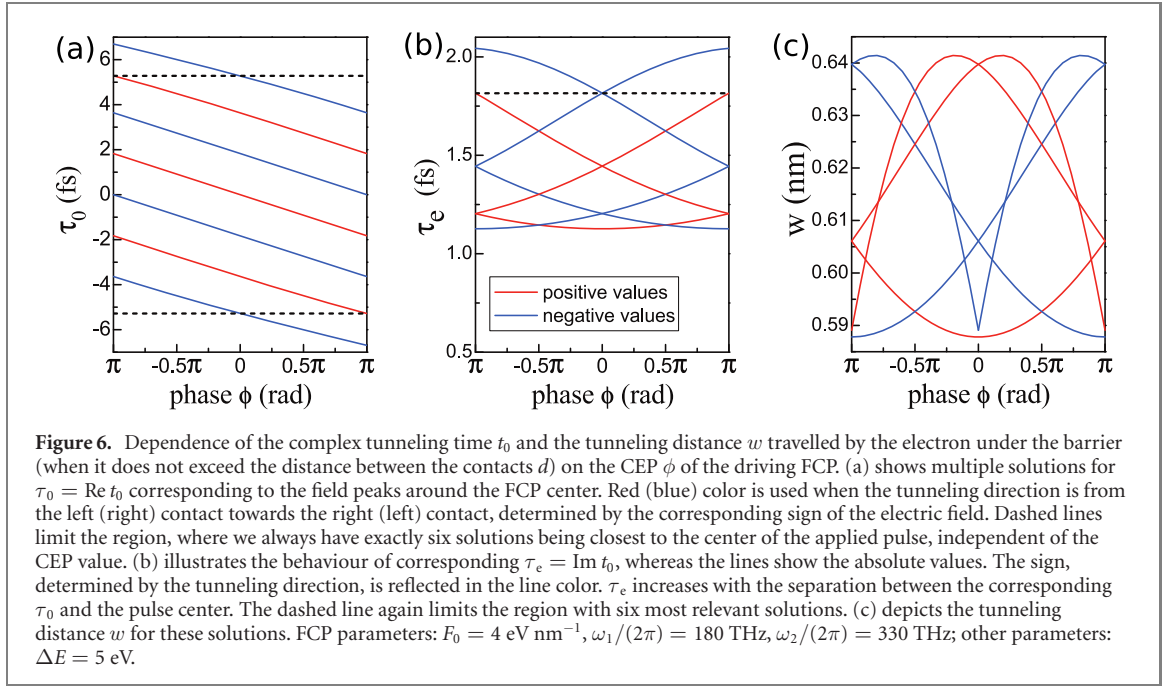 (a)
(b)
(c)
6
4
2
0
-2
-4
-6
τ₀ (fs)
π
-0.5π
0
0.5π
π
phase ϕ (rad)
2.0
1.5
1.0
0.5
τₑ (fs)
positive values
negative values
π
-0.5π
0
0.5π
π
phase ϕ (rad)
0.64
0.63
0.62
0.61
0.60
0.59
w (nm)
π
-0.5π
0
0.5π
π
phase ϕ (rad)
Figure 6. Dependence of the complex tunneling time t₀ and the tunneling distance w travelled by the electron under the barrier
(when it does not exceed the distance between the contacts d) on the CEP ϕ of the driving FCP. (a) shows multiple solutions for
τ₀ = Re t₀ corresponding to the field peaks around the FCP center. Red (blue) color is used when the tunneling direction is from
the left (right) contact towards the right (left) contact, determined by the corresponding sign of the electric field. Dashed lines
limit the region, where we always have exactly six solutions being closest to the center of the applied pulse, independent of the
CEP value. (b) illustrates the behaviour of corresponding τₑ = Im t₀, whereas the lines show the absolute values. The sign,
determined by the tunneling direction, is reflected in the line color. τₑ increases with the separation between the corresponding
τ₀ and the pulse center. The dashed line again limits the region with six most relevant solutions. (c) depicts the tunneling
distance w for these solutions. FCP parameters: F₀ = 4 eV nm⁻¹, ω₁/(2π) = 180 THz, ω₂/(2π) = 330 THz; other parameters:
ΔE = 5 eV.